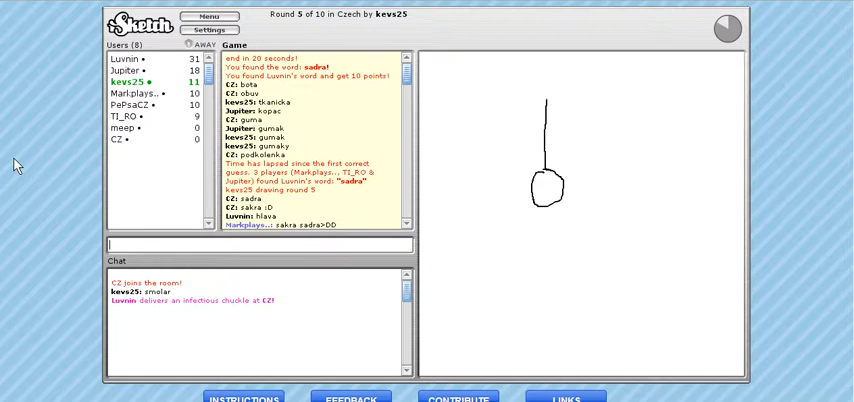 iSketch
Menu
Settings
Round 5 of 10 in Czech by kevs25
Users (8)
AWAY
Game
Luvnin • 31
Jupiter • 18
kevs25 • 11
Mark:plays.. • 10
PePsaCZ • 10
TI_RO • 9
meep • 0
CZ • 0
end in 20 seconds!
You found the word: sadra!
You found Luvnin's word and get 10 points!
CZ: bota
CZ: obuv
kevs25: tkanicka
Jupiter: kopac
CZ: guma
Jupiter: gumak
kevs25: gumak
kevs25: gumaky
CZ: podkolenka
Time has lapsed since the first correct
guess. 3 players (Markplays.., TI_RO &
Jupiter) found Luvnin's word: "sadra"
kevs25 drawing round 5
CZ: sadra
CZ: sakra :D
Luvnin: hlava
Markplays..: sakra sadra>DD
Chat
CZ joins the room!
kevs25: smolar
Luvnin delivers an infectious chuckle at CZ!
INSTRUCTIONS
FEEDBACK
CONTRIBUTE
LINKS